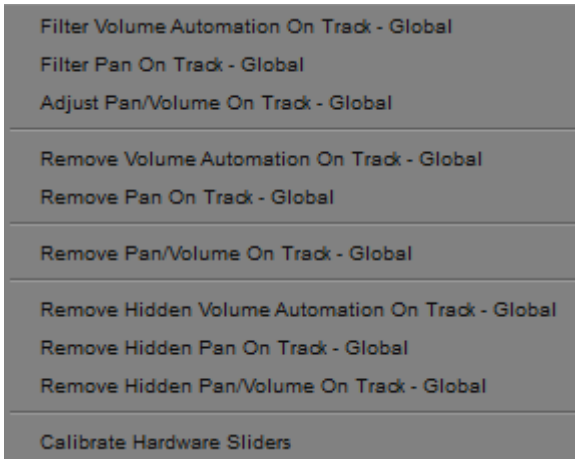 Filter Volume Automation On Track - Global
Filter Pan On Track - Global
Adjust Pan/Volume On Track - Global
Remove Volume Automation On Track - Global
Remove Pan On Track - Global
Remove Pan/Volume On Track - Global
Remove Hidden Volume Automation On Track - Global
Remove Hidden Pan On Track - Global
Remove Hidden Pan/Volume On Track - Global
Calibrate Hardware Sliders